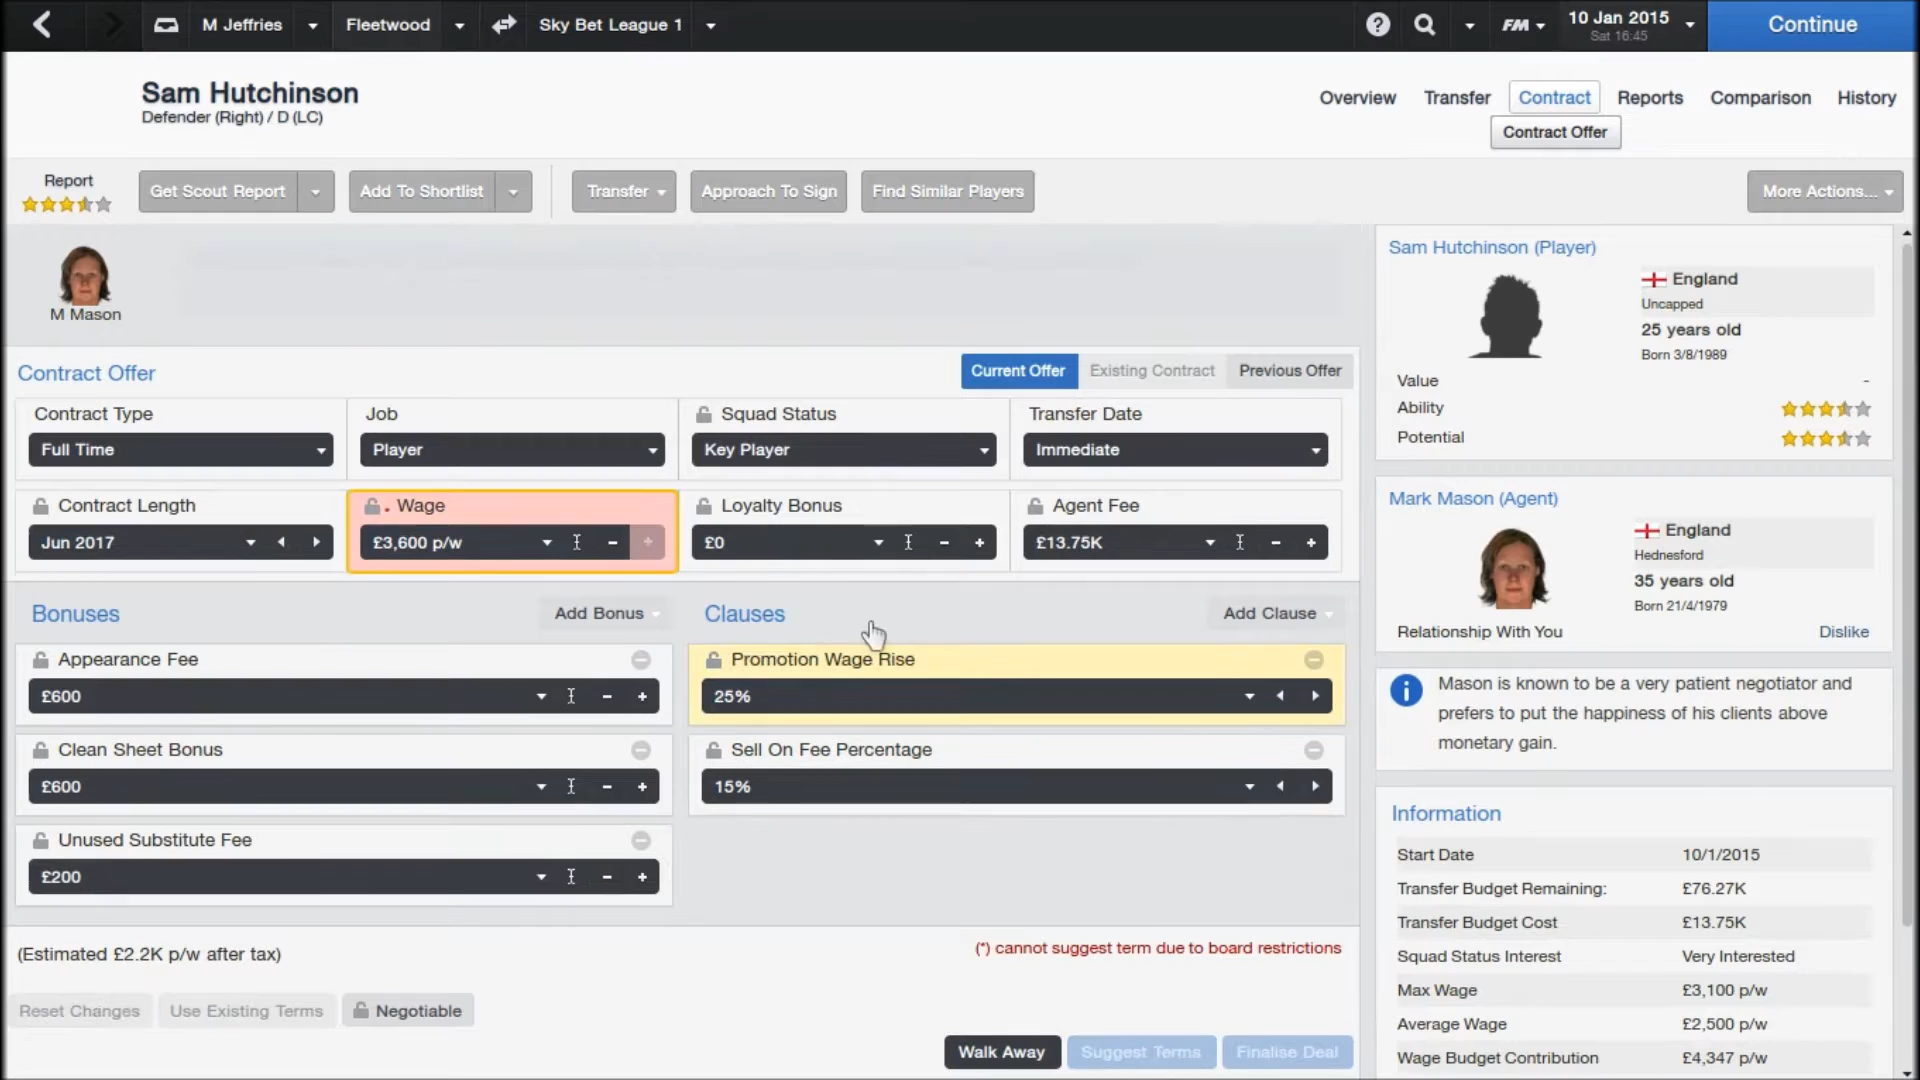 M Jeffries
Fleetwood
Sky Bet League 1
FM
10 Jan 2015
Sat 16:45
Continue
Sam Hutchinson
Defender (Right) / D (LC)
Overview
Transfer
Contract
Reports
Comparison
History
Contract Offer
Report
Get Scout Report
Add To Shortlist
Transfer
Approach To Sign
Find Similar Players
More Actions...
M Mason
Contract Offer
Current Offer
Existing Contract
Previous Offer
Contract Type
Job
Squad Status
Transfer Date
Full Time
Player
Key Player
Immediate
Contract Length
Wage
Loyalty Bonus
Agent Fee
Jun 2017
£3,600 p/w
£0
£13.75K
Bonuses
Add Bonus
Clauses
Add Clause
Appearance Fee
£600
Promotion Wage Rise
25%
Clean Sheet Bonus
£600
Sell On Fee Percentage
15%
Unused Substitute Fee
£200
(Estimated £2.2K p/w after tax)
(*) cannot suggest term due to board restrictions
Reset Changes
Use Existing Terms
Negotiable
Walk Away
Suggest Terms
Finalise Deal
Sam Hutchinson (Player)
England
Uncapped
25 years old
Born 3/8/1989
Value -
Ability
Potential
Mark Mason (Agent)
England
Hednesford
35 years old
Born 21/4/1979
Relationship With You Dislike
Mason is known to be a very patient negotiator and
prefers to put the happiness of his clients above
monetary gain.
Information
Start Date 10/1/2015
Transfer Budget Remaining: £76.27K
Transfer Budget Cost £13.75K
Squad Status Interest Very Interested
Max Wage £3,100 p/w
Average Wage £2,500 p/w
Wage Budget Contribution £4,347 p/w